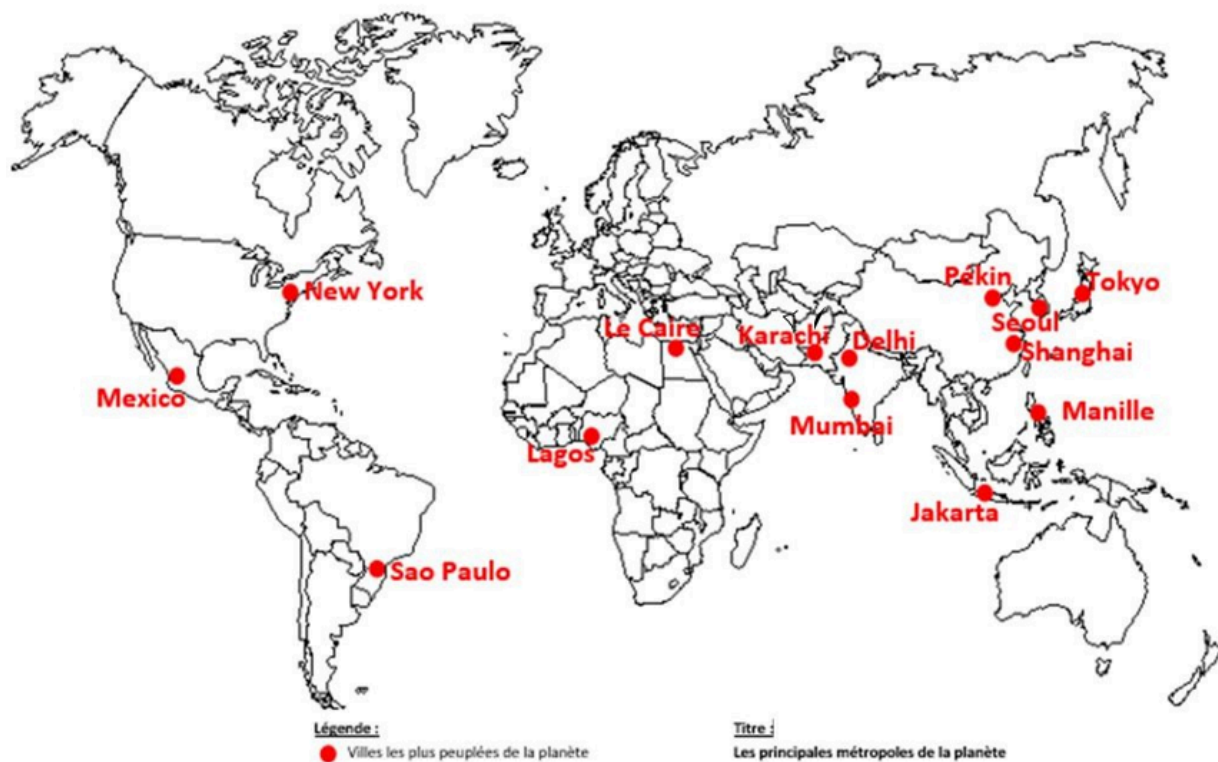 Pékin
Tokyo
New York
Seoul
Le Caire
Karachi
Delhi
Shanghai
Mexico
Mumbai
Manille
Lagos
Jakarta
Sao Paulo
Légende :
Villes les plus peuplées de la planète
Titre :
Les principales métropoles de la planète